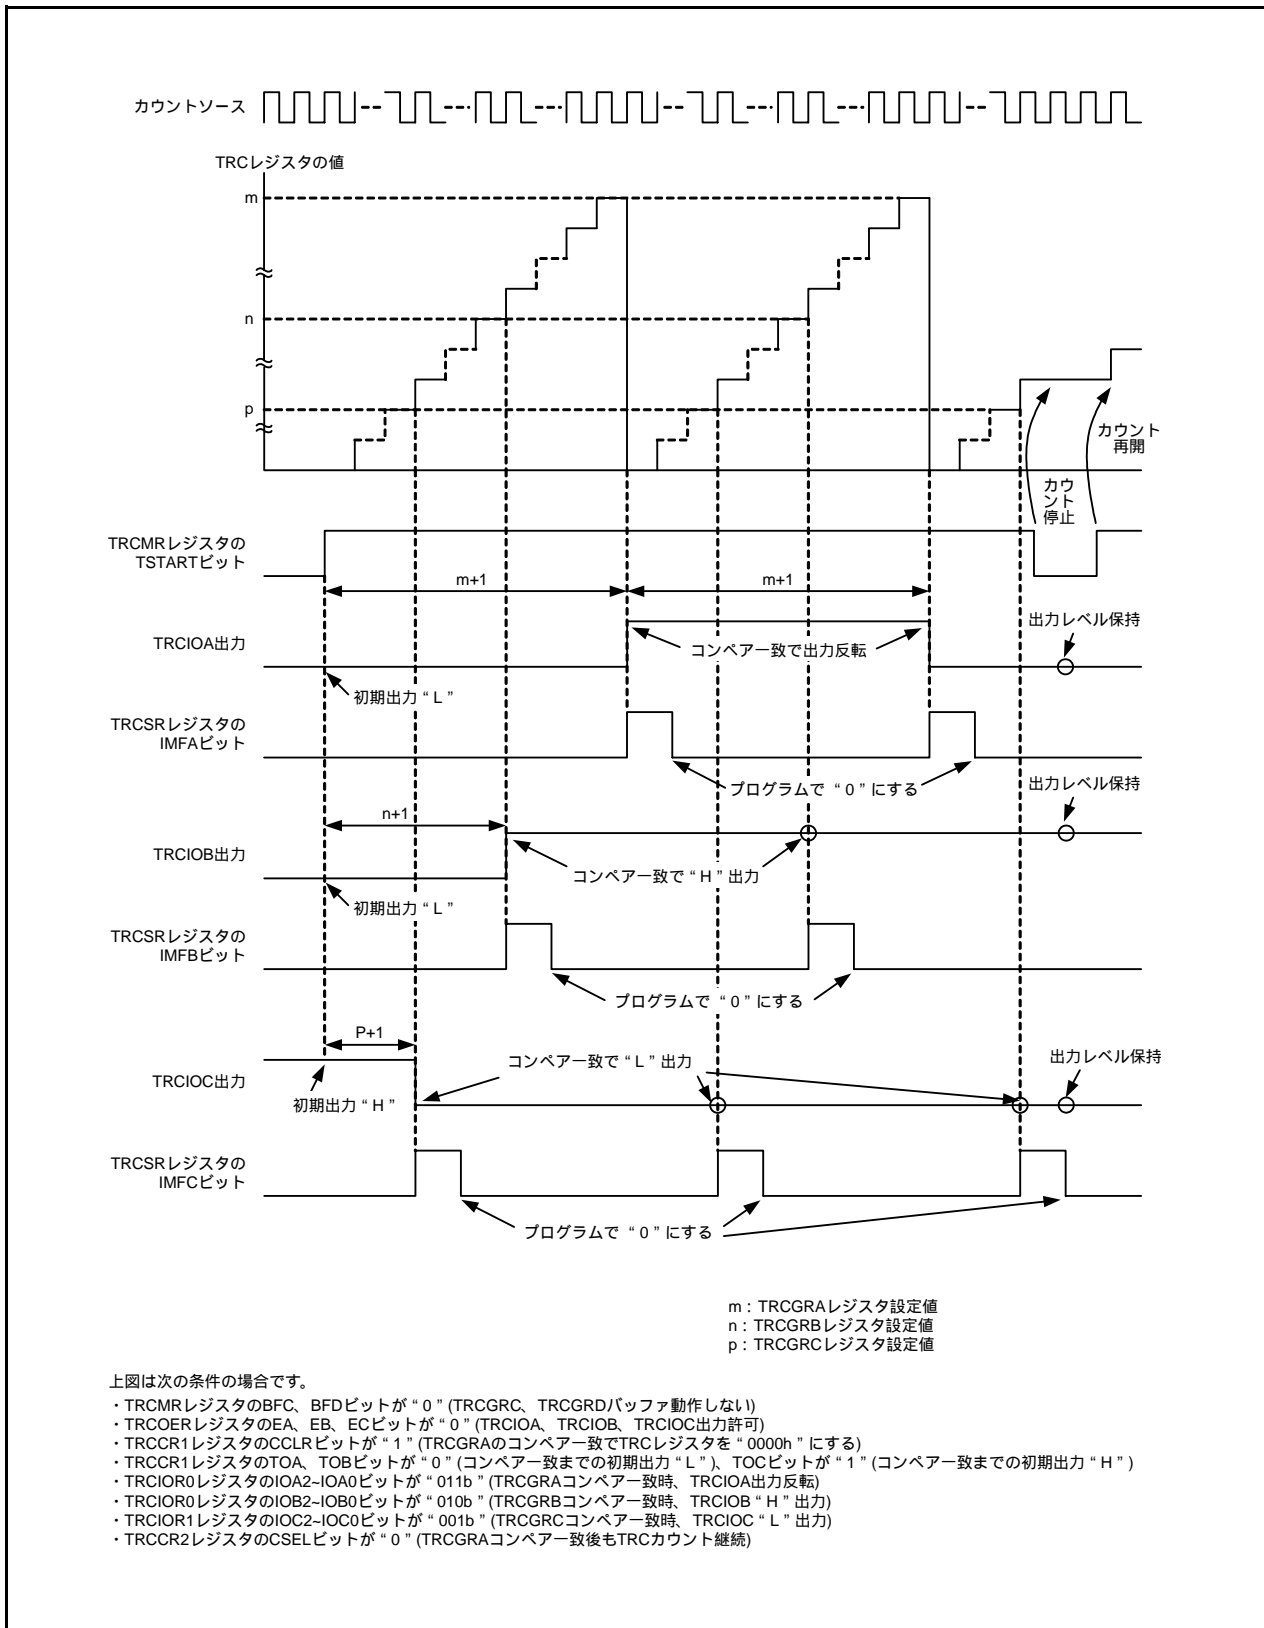 カウントソース
TRCレジスタの値
m
n
p
カウント
再開
カウ
ント
停止
TRCMRレジスタの
TSTARTビット
m+1
m+1
出力レベル保持
TRCIOA出力
コンペア一致で出力反転
初期出力 “ L ”
TRCSRレジスタの
IMFAビット
プログラムで “ 0 ” にする
出力レベル保持
n+1
TRCIOB出力
コンペア一致で “ H ” 出力
初期出力 “ L ”
TRCSRレジスタの
IMFBビット
プログラムで “ 0 ” にする
P+1
コンペア一致で “ L ” 出力
出力レベル保持
TRCIOC出力
初期出力 “ H ”
TRCSRレジスタの
IMFCビット
プログラムで “ 0 ” にする
m : TRCGRAレジスタ設定値
n : TRCGRBレジスタ設定値
p : TRCGRCレジスタ設定値
上図は次の条件の場合です。
・TRCMRレジスタのBFC、BFDビットが “ 0 ” (TRCGRC、TRCGRDバッファ動作しない)
・TRCOERレジスタのEA、EB、ECビットが “ 0 ” (TRCIOA、TRCIOB、TRCIOC出力許可)
・TRCCR1レジスタのCCLRビットが “ 1 ” (TRCGRAのコンペア一致でTRCレジスタを “ 0000h ” にする)
・TRCCR1レジスタのTOA、TOBビットが “ 0 ” (コンペア一致までの初期出力 “ L ” )、TOCビットが “ 1 ” (コンペア一致までの初期出力 “ H ” )
・TRCIOR0レジスタのIOA2~IOA0ビットが “ 011b ” (TRCGRAコンペア一致時、TRCIOA出力反転)
・TRCIOR0レジスタのIOB2~IOB0ビットが “ 010b ” (TRCGRBコンペア一致時、TRCIOB “ H ” 出力)
・TRCIOR1レジスタのIOC2~IOC0ビットが “ 001b ” (TRCGRCコンペア一致時、TRCIOC “ L ” 出力)
・TRCCR2レジスタのCSELビットが “ 0 ” (TRCGRAコンペア一致後もTRCカウント継続)